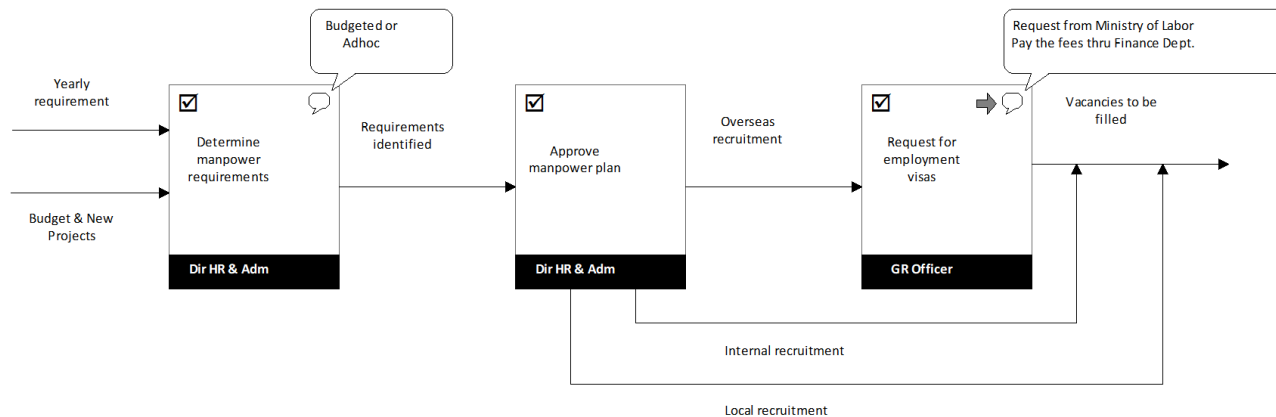 Budgeted or
Adhoc
Request from Ministry of Labor
Pay the fees thru Finance Dept.
Yearly
requirement
Budget & New
Projects
Determine
manpower
requirements
Dir HR & Adm
Requirements
identified
Approve
manpower plan
Dir HR & Adm
Overseas
recruitment
Request for
employment
visas
GR Officer
Vacancies to be
filled
Internal recruitment
Local recruitment